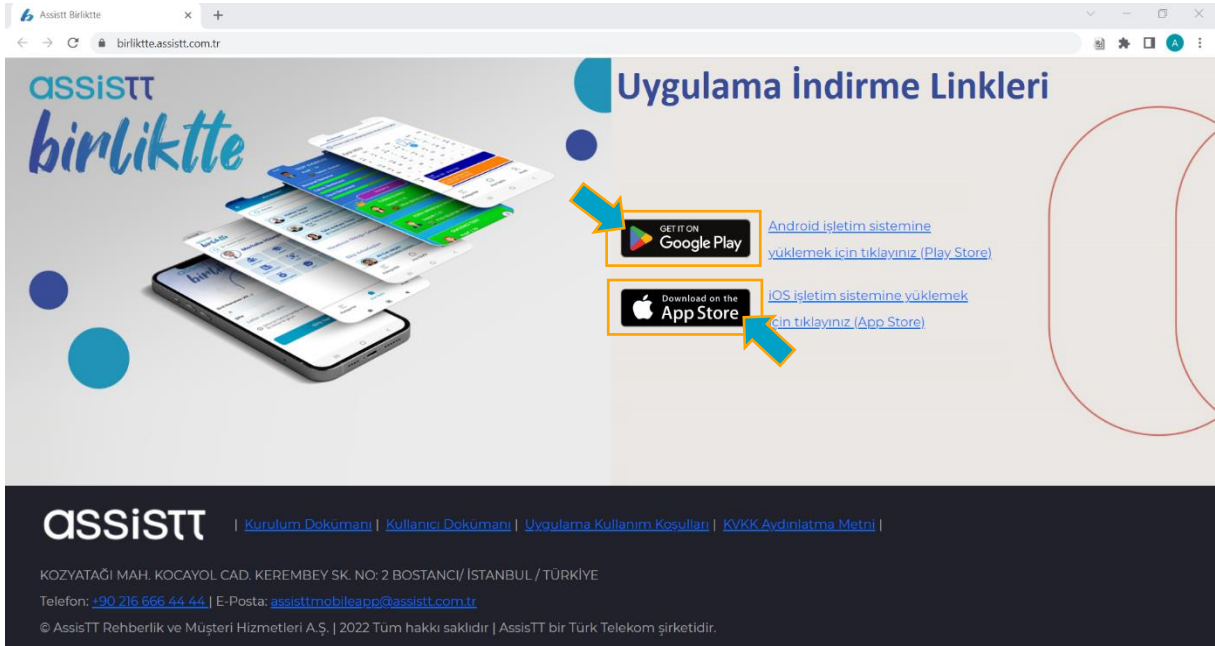 Assistt Birliktte
birliktte.assistt.com.tr
A
assistt
birliktte
Uygulama İndirme Linkleri
GET IT ON
Google Play
Android işletim sistemine
yüklemek için tıklayınız (Play Store)
Download on the
App Store
iOS işletim sistemine yüklemek
için tıklayınız (App Store)
assistt
| Kurulum Dokümanı | Kullanıcı Dokümanı | Uygulama Kullanım Koşulları | KVKK Aydınlatma Metni |
KOZYATAĞI MAH. KOCAYOL CAD. KEREMBEY SK. NO: 2 BOSTANCI/ İSTANBUL / TÜRKİYE
Telefon: +90 216 666 44 44 | E-Posta: assisttmobileapp@assistt.com.tr
© AssisTT Rehberlik ve Müşteri Hizmetleri A.Ş. | 2022 Tüm hakkı saklıdır | AssisTT bir Türk Telekom şirketidir.